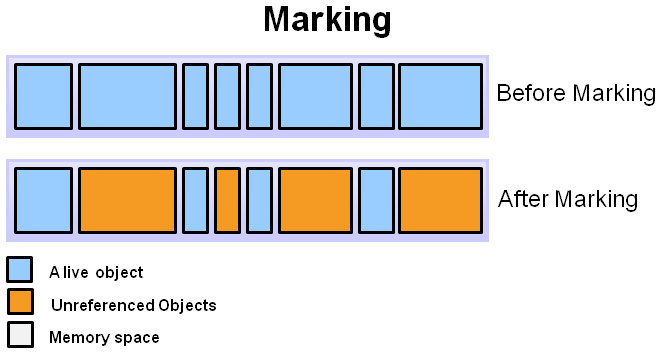 Marking
Before Marking
After Marking
A live object
Unreferenced Objects
Memory space